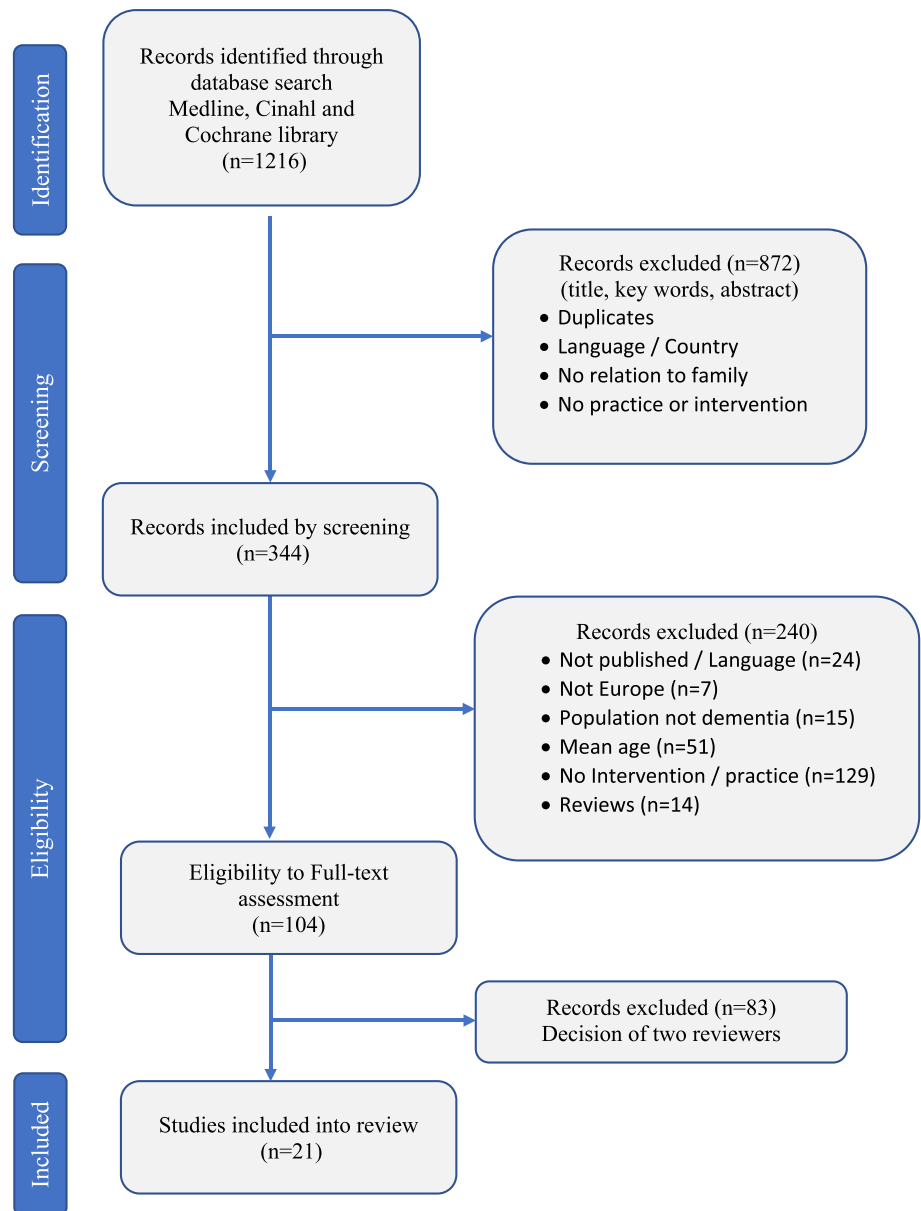 Identification
Records identified through
database search
Medline, Cinahl and
Cochrane library
(n=1216)
Screening
Records excluded (n=872)
(title, key words, abstract)
• Duplicates
• Language / Country
• No relation to family
• No practice or intervention
Records included by screening
(n=344)
Eligibility
Records excluded (n=240)
• Not published / Language (n=24)
• Not Europe (n=7)
• Population not dementia (n=15)
• Mean age (n=51)
• No Intervention / practice (n=129)
• Reviews (n=14)
Eligibility to Full-text
assessment
(n=104)
Records excluded (n=83)
Decision of two reviewers
Included
Studies included into review
(n=21)